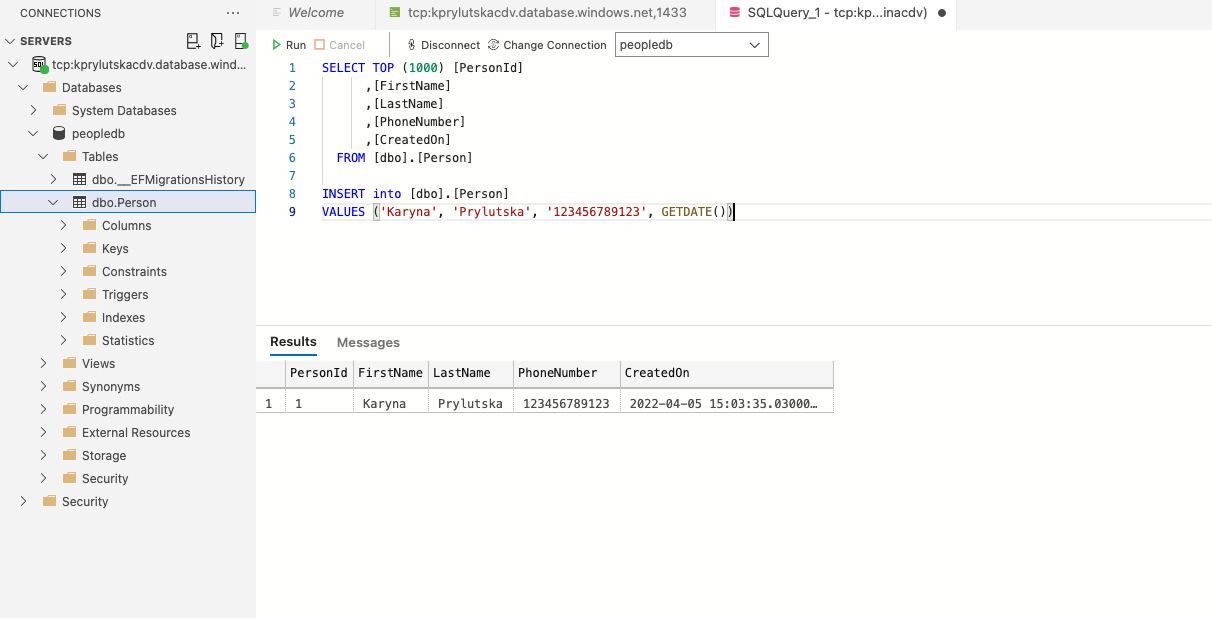 CONNECTIONS
SERVERS
tcp:kprylutskacdv.database.wind...
Databases
System Databases
peopledb
Tables
dbo.__EFMigrationsHistory
dbo.Person
Columns
Keys
Constraints
Triggers
Indexes
Statistics
Views
Synonyms
Programmability
External Resources
Storage
Security
Security
Welcome
tcp:kprylutskacdv.database.windows.net,1433
SQLQuery_1 - tcp:kp...inacdv)
Run Cancel Disconnect Change Connection peopledb
1 SELECT TOP (1000) [PersonId]
2 ,[FirstName]
3 ,[LastName]
4 ,[PhoneNumber]
5 ,[CreatedOn]
6 FROM [dbo].[Person]
7
8 INSERT into [dbo].[Person]
9 VALUES ('Karyna', 'Prylutska', '123456789123', GETDATE())
Results Messages
PersonId FirstName LastName PhoneNumber CreatedOn
1 1 Karyna Prylutska 123456789123 2022-04-05 15:03:35.03000…